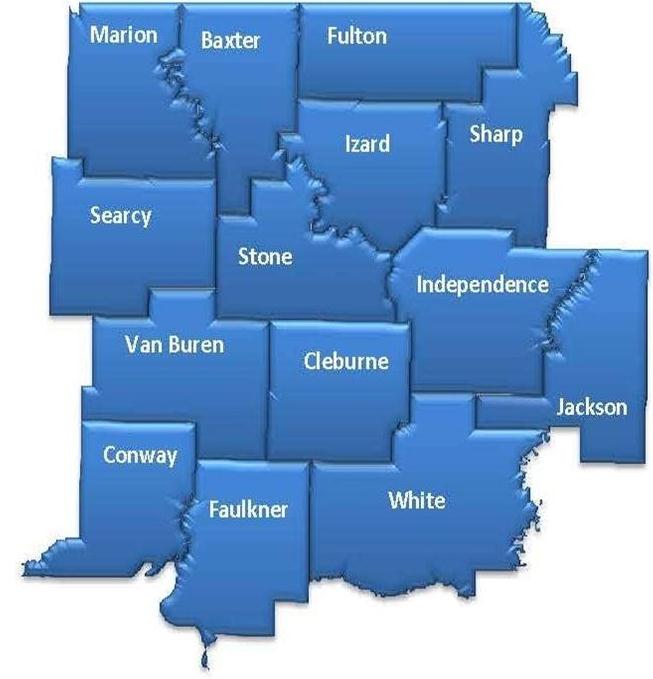 Marion
Baxter
Fulton
Izard
Sharp
Searcy
Stone
Independence
Van Buren
Cleburne
Jackson
Conway
Faulkner
White